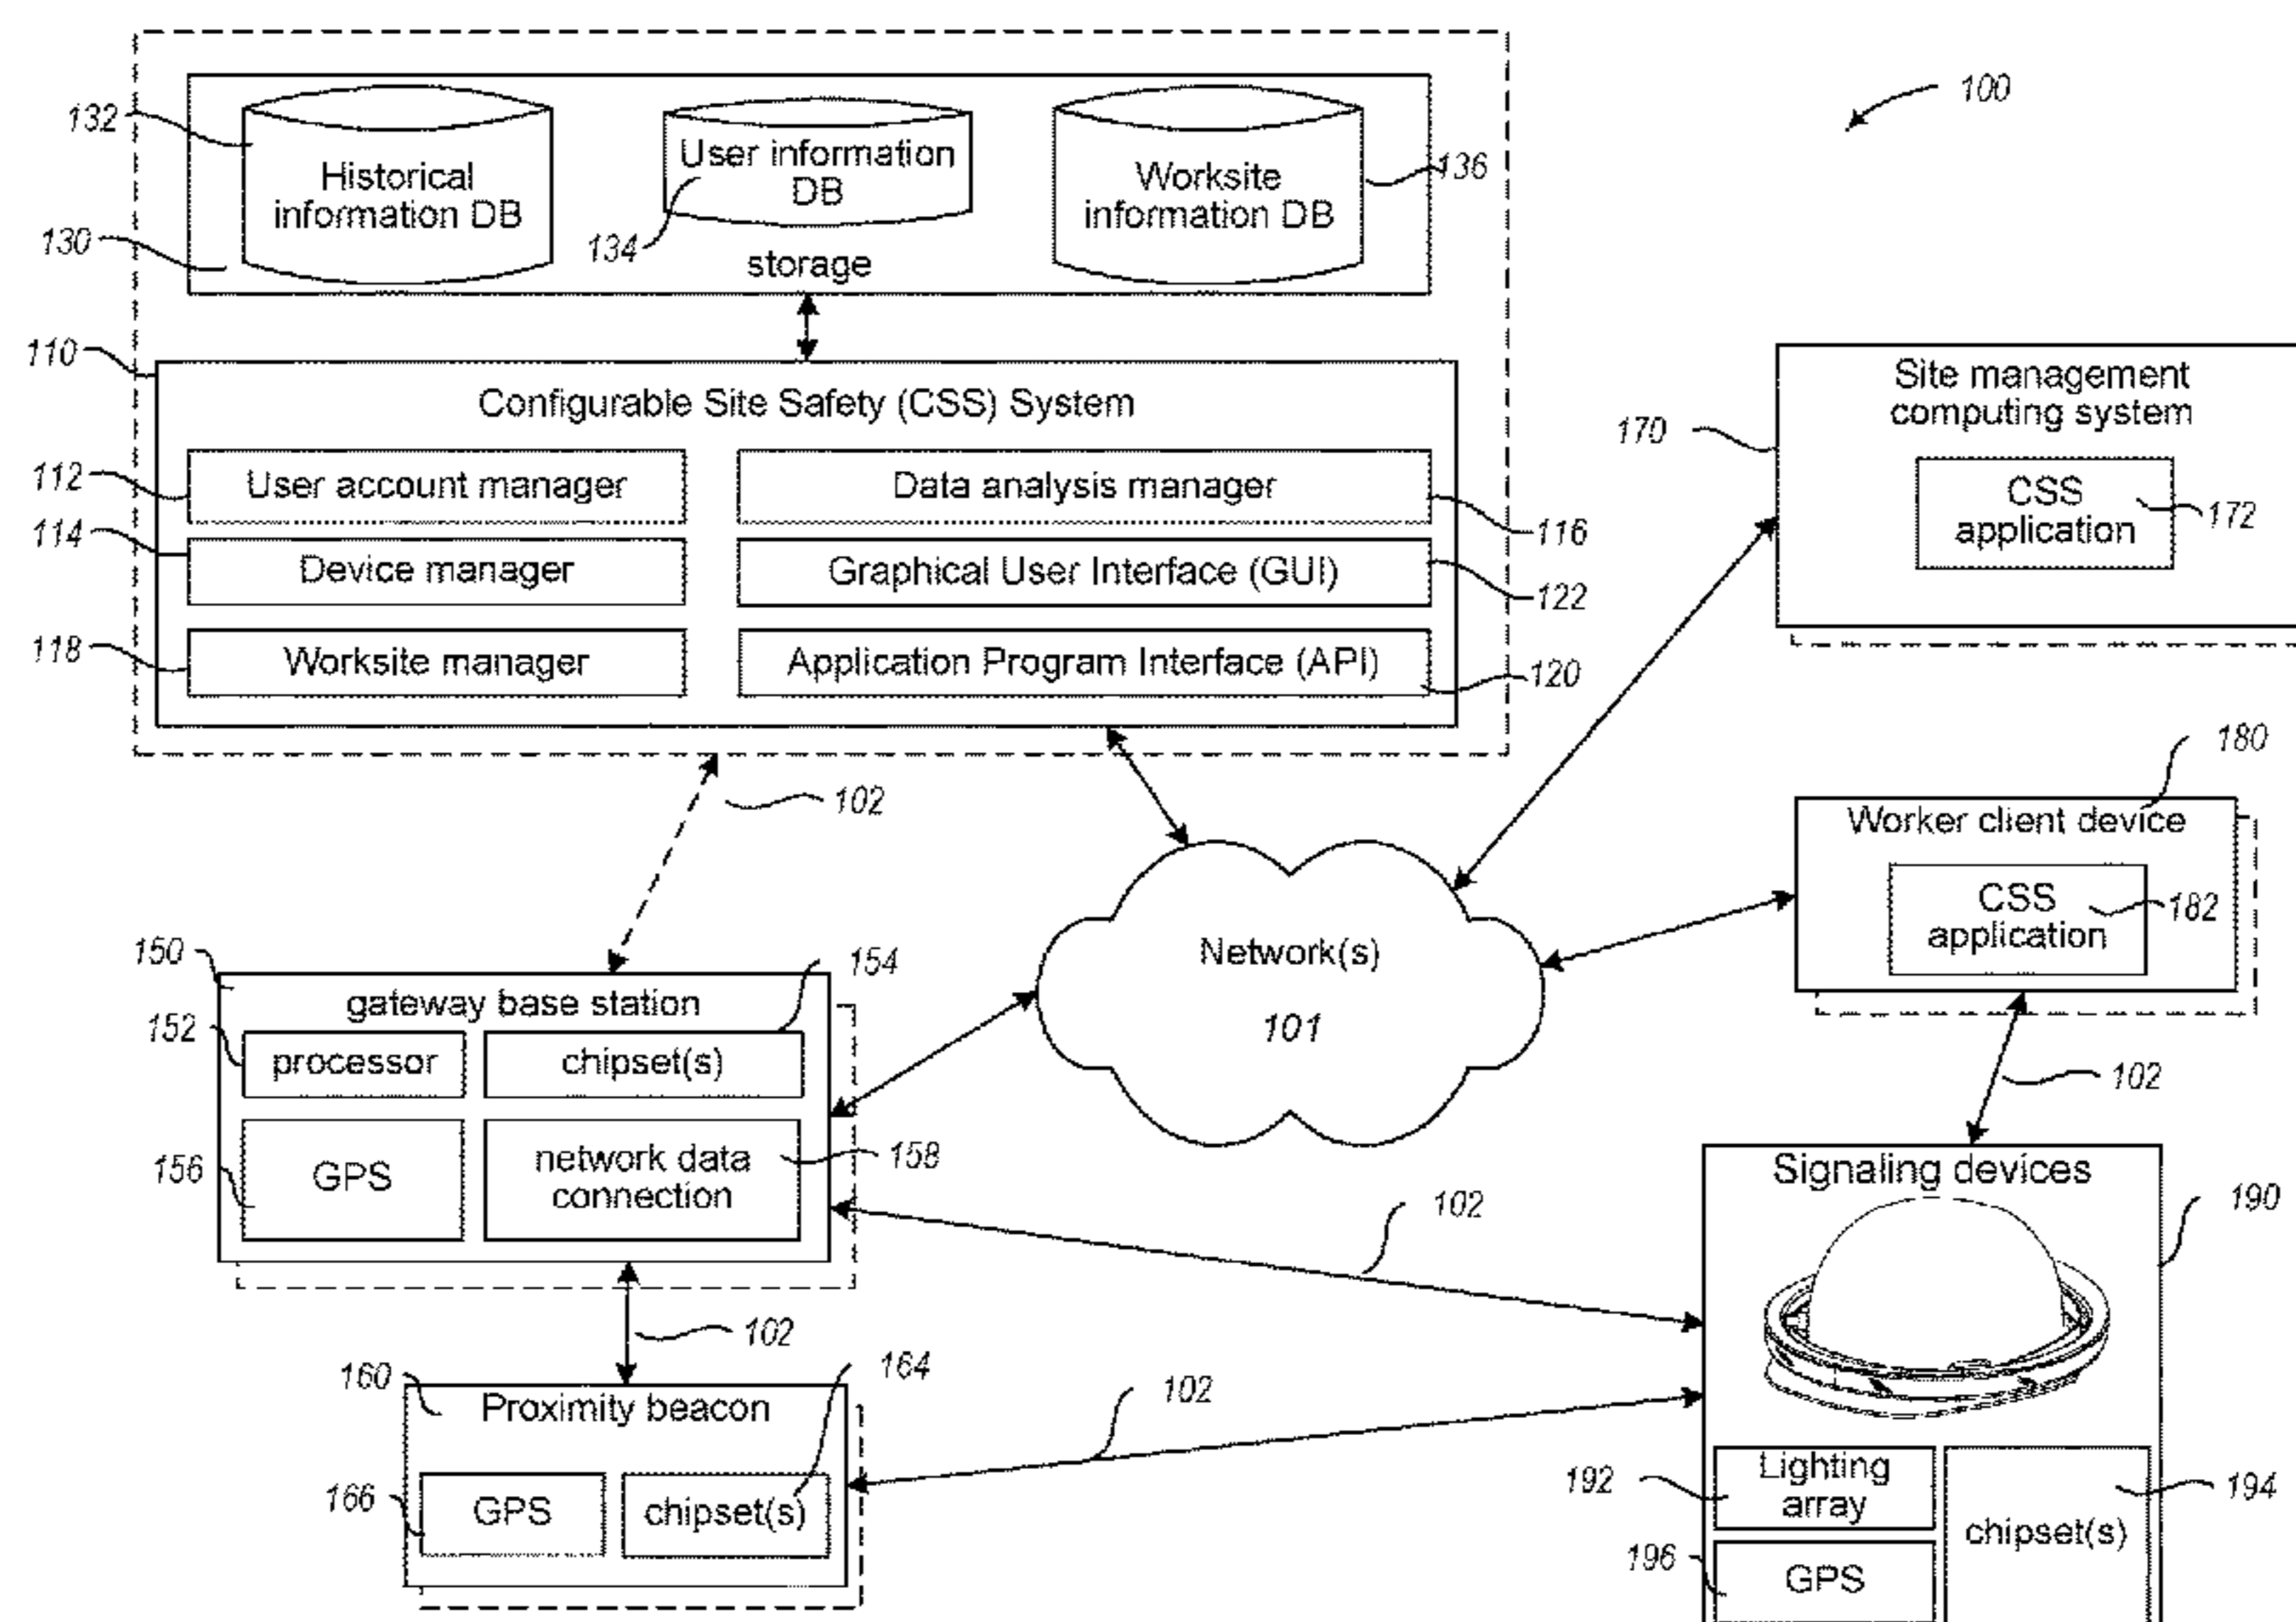 100
132
Historical
information DB
User information
DB
134
Worksite
information DB
136
130
storage
110
Configurable Site Safety (CSS) System
112
User account manager
Data analysis manager
116
114
Device manager
Graphical User Interface (GUI)
122
118
Worksite manager
Application Program Interface (API)
120
Site management
computing system
170
CSS
application
172
102
180
Worker client device
CSS
application
182
Network(s)
101
150
154
gateway base station
152
processor
chipset(s)
156
GPS
network data
connection
158
102
102
Signaling devices
190
102
160
164
Proximity beacon
166
GPS
chipset(s)
102
192
Lighting
array
chipset(s)
194
196
GPS